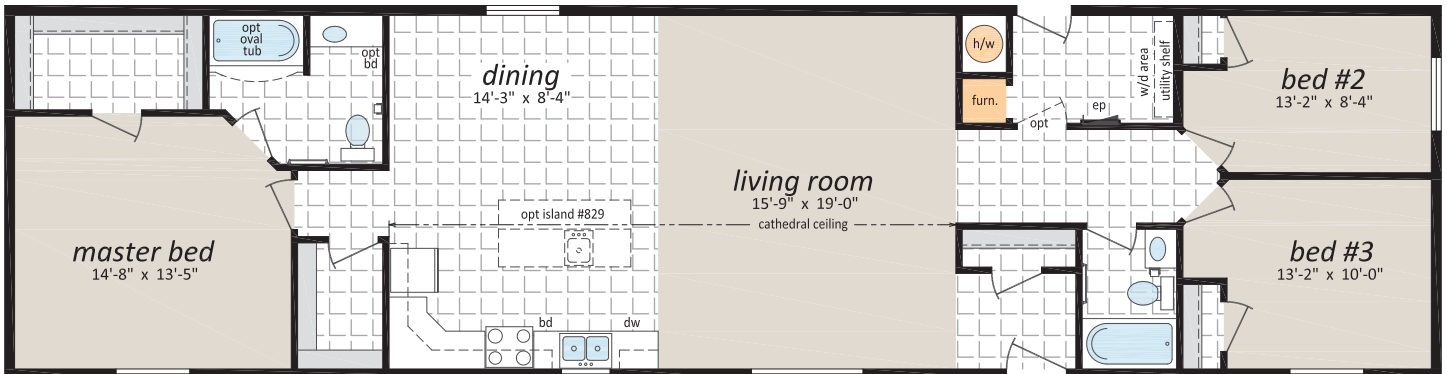 opt
oval
tub
opt
bd
dining
14'-3" x 8'-4"
h/w
furn.
w/d area
utility shelf
ep
opt
bed #2
13'-2" x 8'-4"
living room
15'-9" x 19'-0"
cathedral ceiling
opt island #829
master bed
14'-8" x 13'-5"
bed #3
13'-2" x 10'-0"
bd
dw